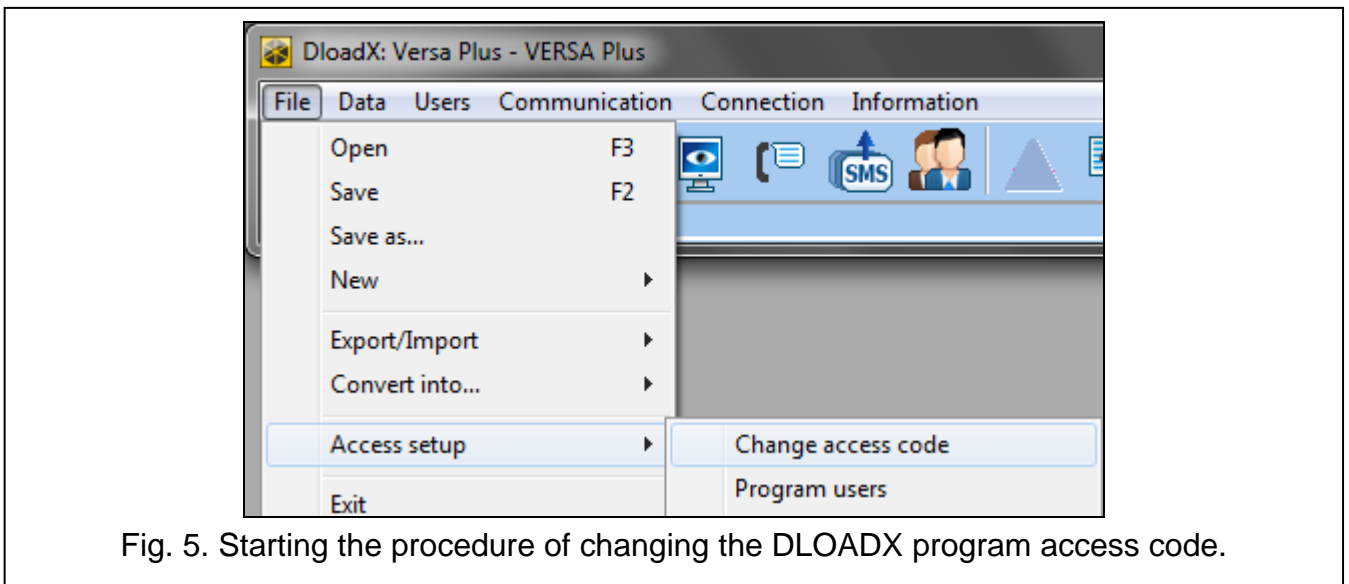 DloadX: Versa Plus - VERSA Plus
File Data Users Communication Connection Information
Open F3
Save F2
SMS
Save as...
New
Export/Import
Convert into...
Access setup
Change access code
Program users
Exit
Fig. 5. Starting the procedure of changing the DLOADX program access code.